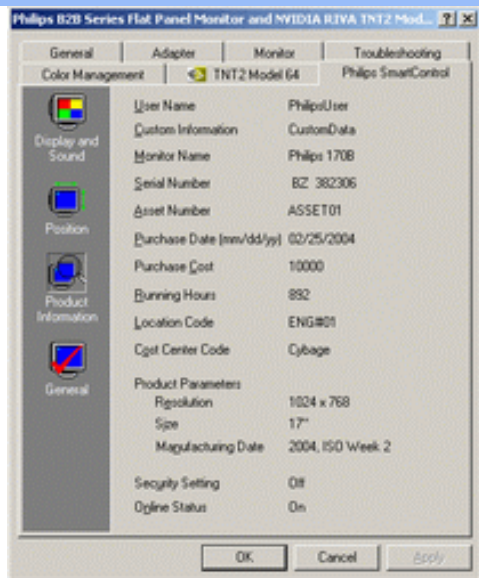 Philips B2B Series Flat Panel Monitor and NVIDIA RIVA TNT2 Mod...
General Adapter Monitor Troubleshooting
Color Management TNT2 Model 64 Philips SmartControl
Display and
Sound
Position
Product
Information
General
User Name PhilipsUser
Custom Information CustomData
Monitor Name Philips 170B
Serial Number BZ 382306
Asset Number ASSET01
Purchase Date (mm/dd/yy) 02/25/2004
Purchase Cost 10000
Running Hours 892
Location Code ENG#01
Cost Center Code Cybage
Product Parameters
Resolution 1024 x 768
Size 17"
Manufacturing Date 2004, ISO Week 2
Security Setting Off
Online Status On
OK Cancel Apply